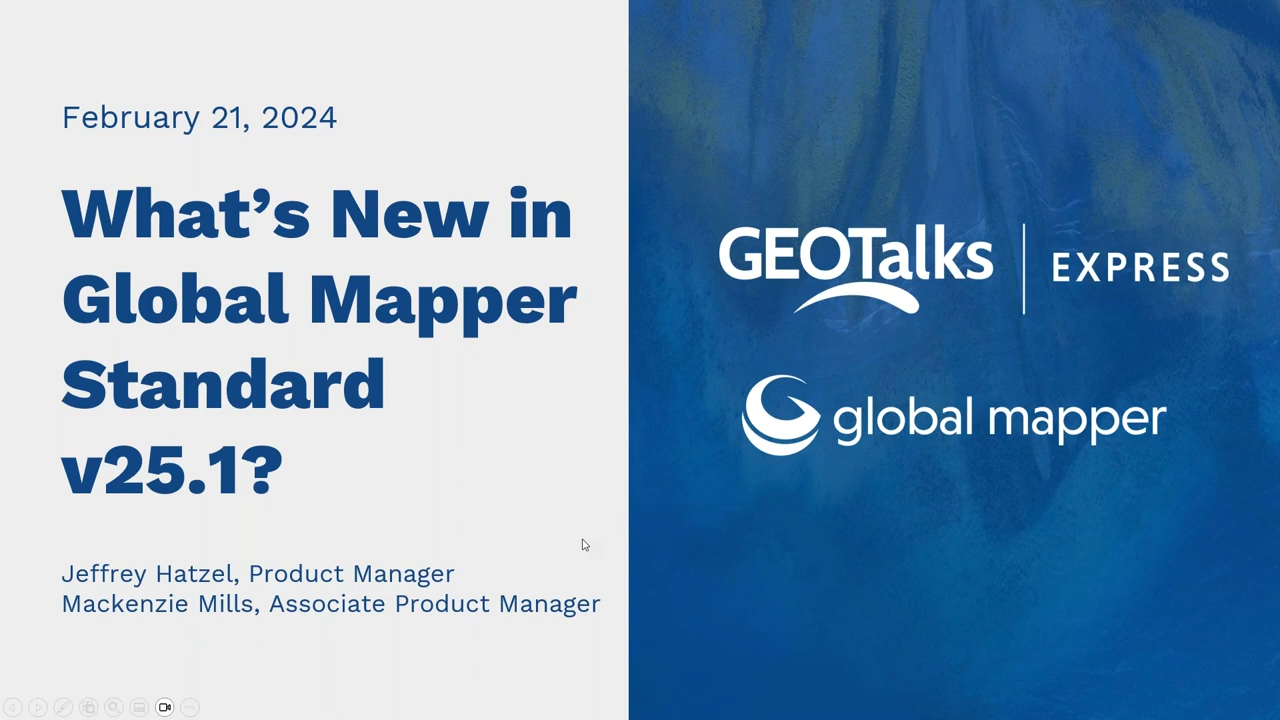 February 21, 2024
What’s New in
Global Mapper
Standard
v25.1?
Jeffrey Hatzel, Product Manager
Mackenzie Mills, Associate Product Manager
GEOTalks | EXPRESS
global mapper